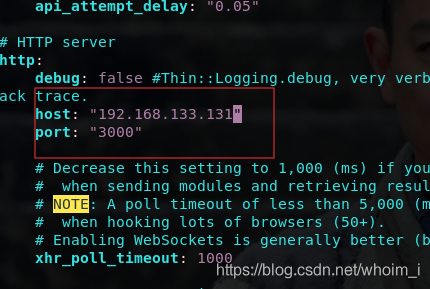 api_attempt_delay: "0.05"
# HTTP server
http:
debug: false #Thin::Logging.debug, very verb
ack trace.
host: "192.168.133.131"
port: "3000"
# Decrease this setting to 1,000 (ms) if you
# when sending modules and retrieving resul
# NOTE: A poll timeout of less than 5,000 (m
# when hooking lots of browsers (50+).
# Enabling WebSockets is generally better (b
xhr_poll_timeout: 1000
https://blog.csdn.net/whoim_i